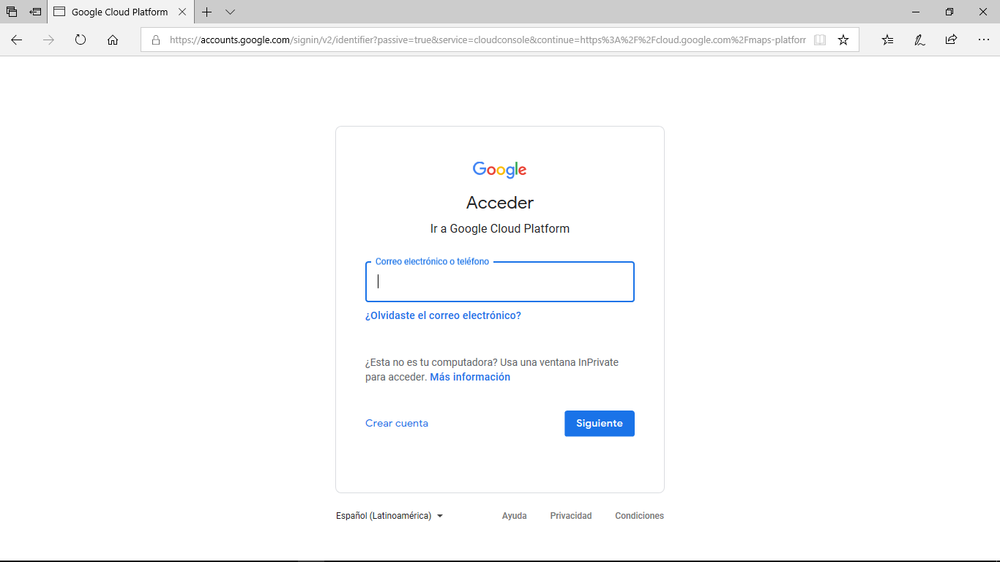 Google Cloud Platform
https://accounts.google.com/signin/v2/identifier?passive=true&service=cloudconsole&continue=https%3A%2F%2Fcloud.google.com%2Fmaps-platforr
Google
Acceder
Ir a Google Cloud Platform
Correo electrónico o teléfono
¿Olvidaste el correo electrónico?
¿Esta no es tu computadora? Usa una ventana InPrivate
para acceder. Más información
Crear cuenta
Siguiente
Español (Latinoamérica)
Ayuda
Privacidad
Condiciones